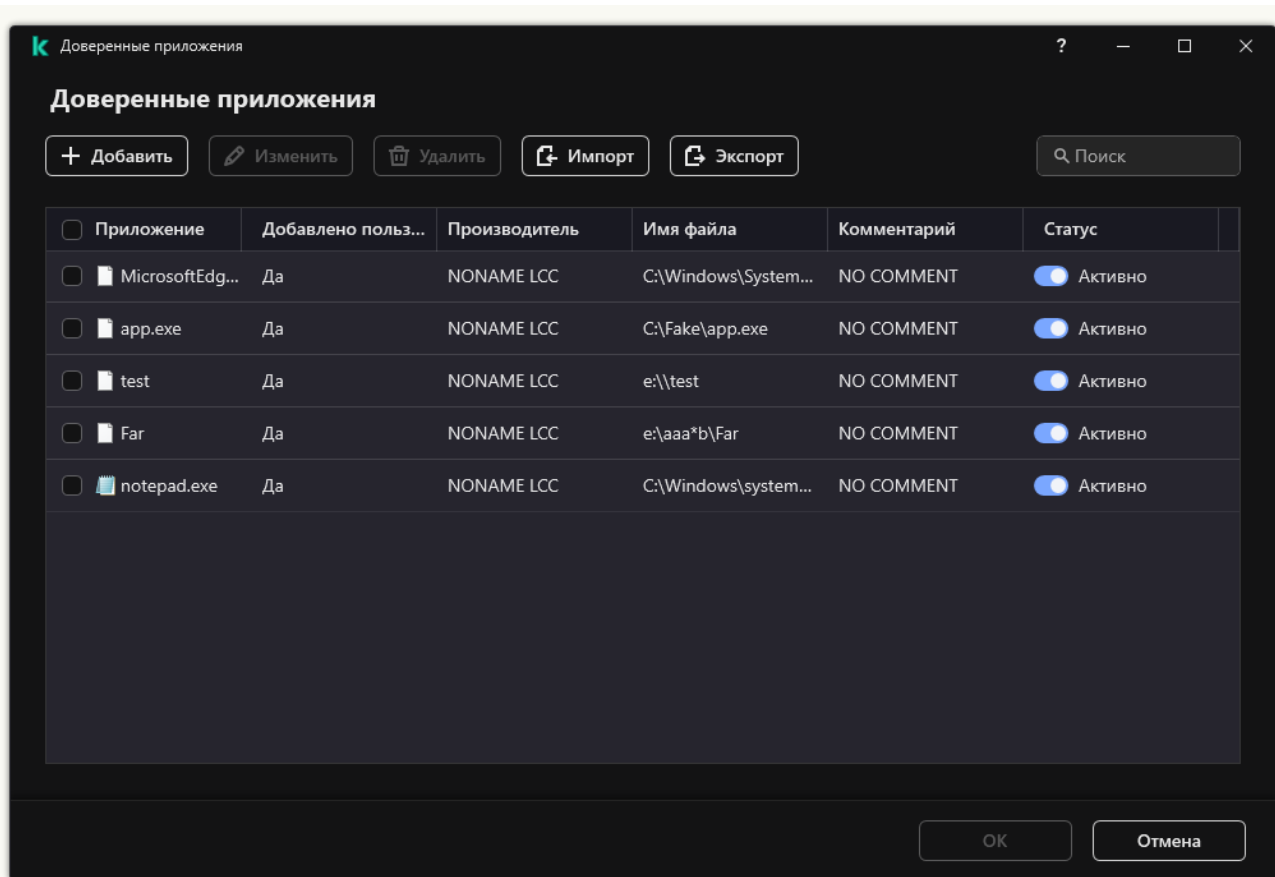 Доверенные приложения
?
Доверенные приложения
Добавить Изменить Удалить Импорт Экспорт Поиск
Приложение Добавлено польз... Производитель Имя файла Комментарий Статус
MicrosoftEdg... Да NONAME LCC C:\Windows\System... NO COMMENT Активно
app.exe Да NONAME LCC C:\Fake\app.exe NO COMMENT Активно
test Да NONAME LCC e:\\test NO COMMENT Активно
Far Да NONAME LCC e:\aaa*b\Far NO COMMENT Активно
notepad.exe Да NONAME LCC C:\Windows\system... NO COMMENT Активно
ОК Отмена